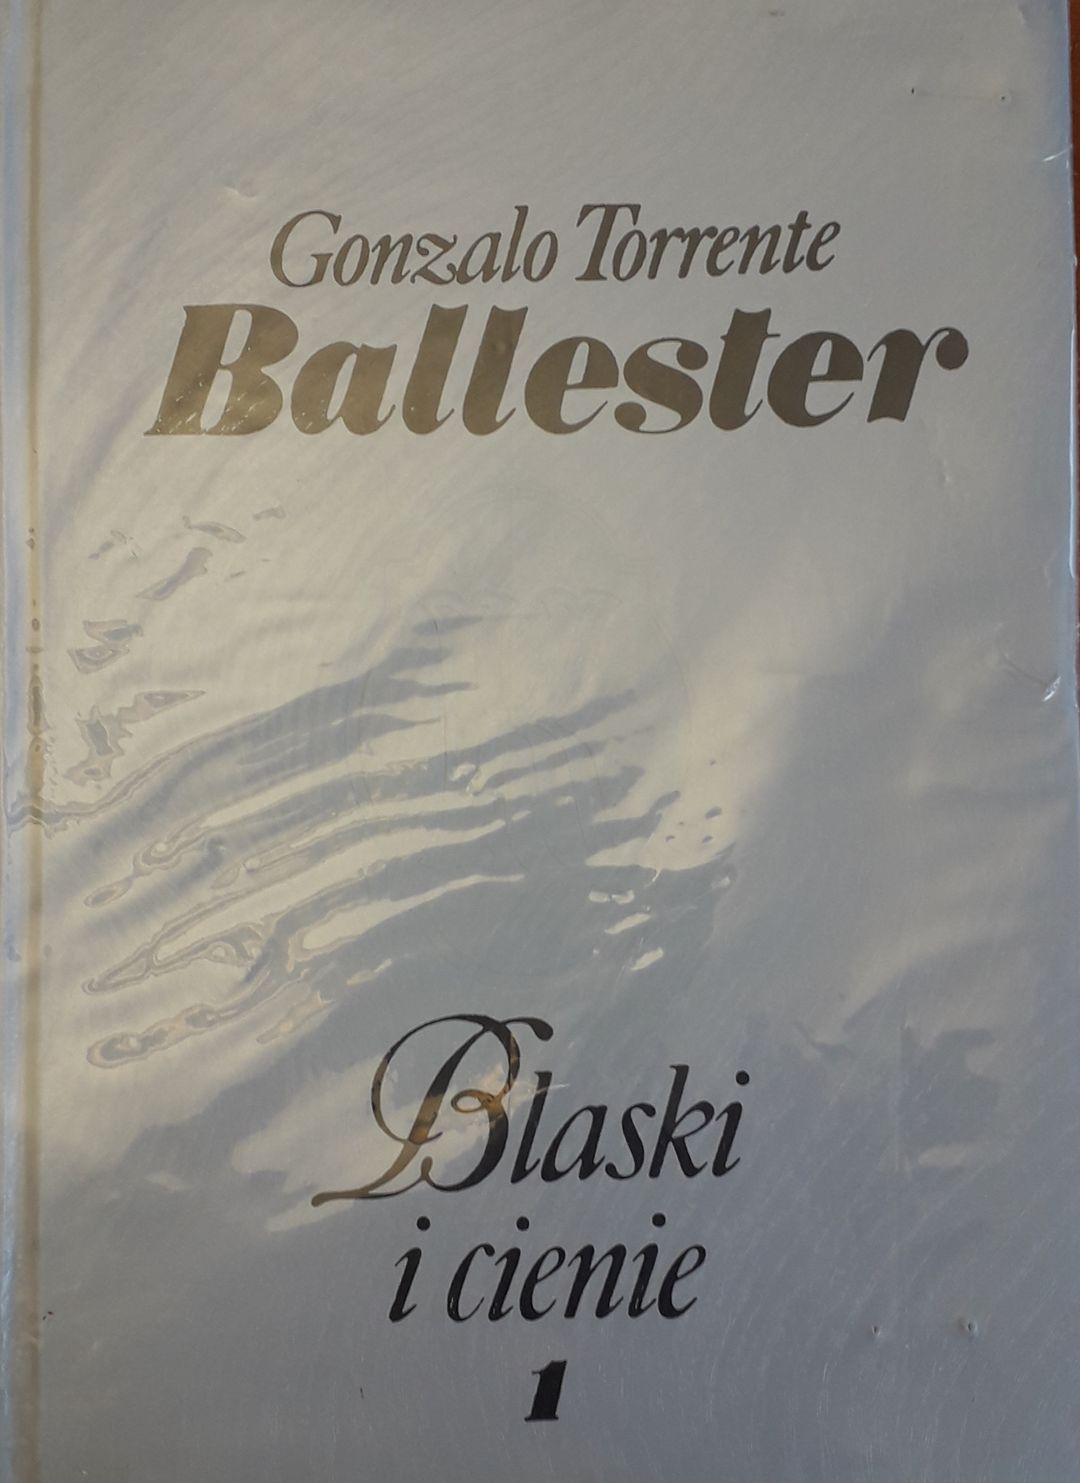 Gonzalo Torrente
Ballester
Blaski
i cienie
1